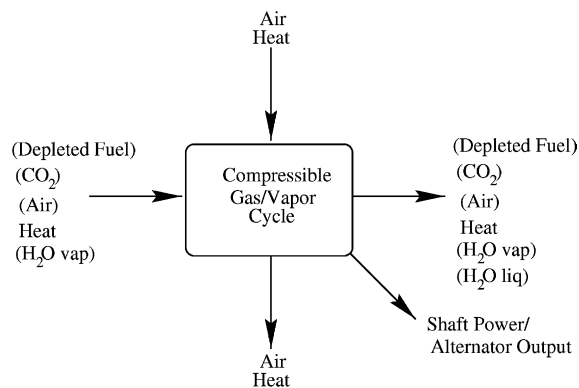 Air
Heat
(Depleted Fuel)
(CO2)
(Air)
Heat
(H2O vap)
Compressible
Gas/Vapor
Cycle
(Depleted Fuel)
(CO2)
(Air)
Heat
(H2O vap)
(H2O liq)
Shaft Power/
Alternator Output
Air
Heat